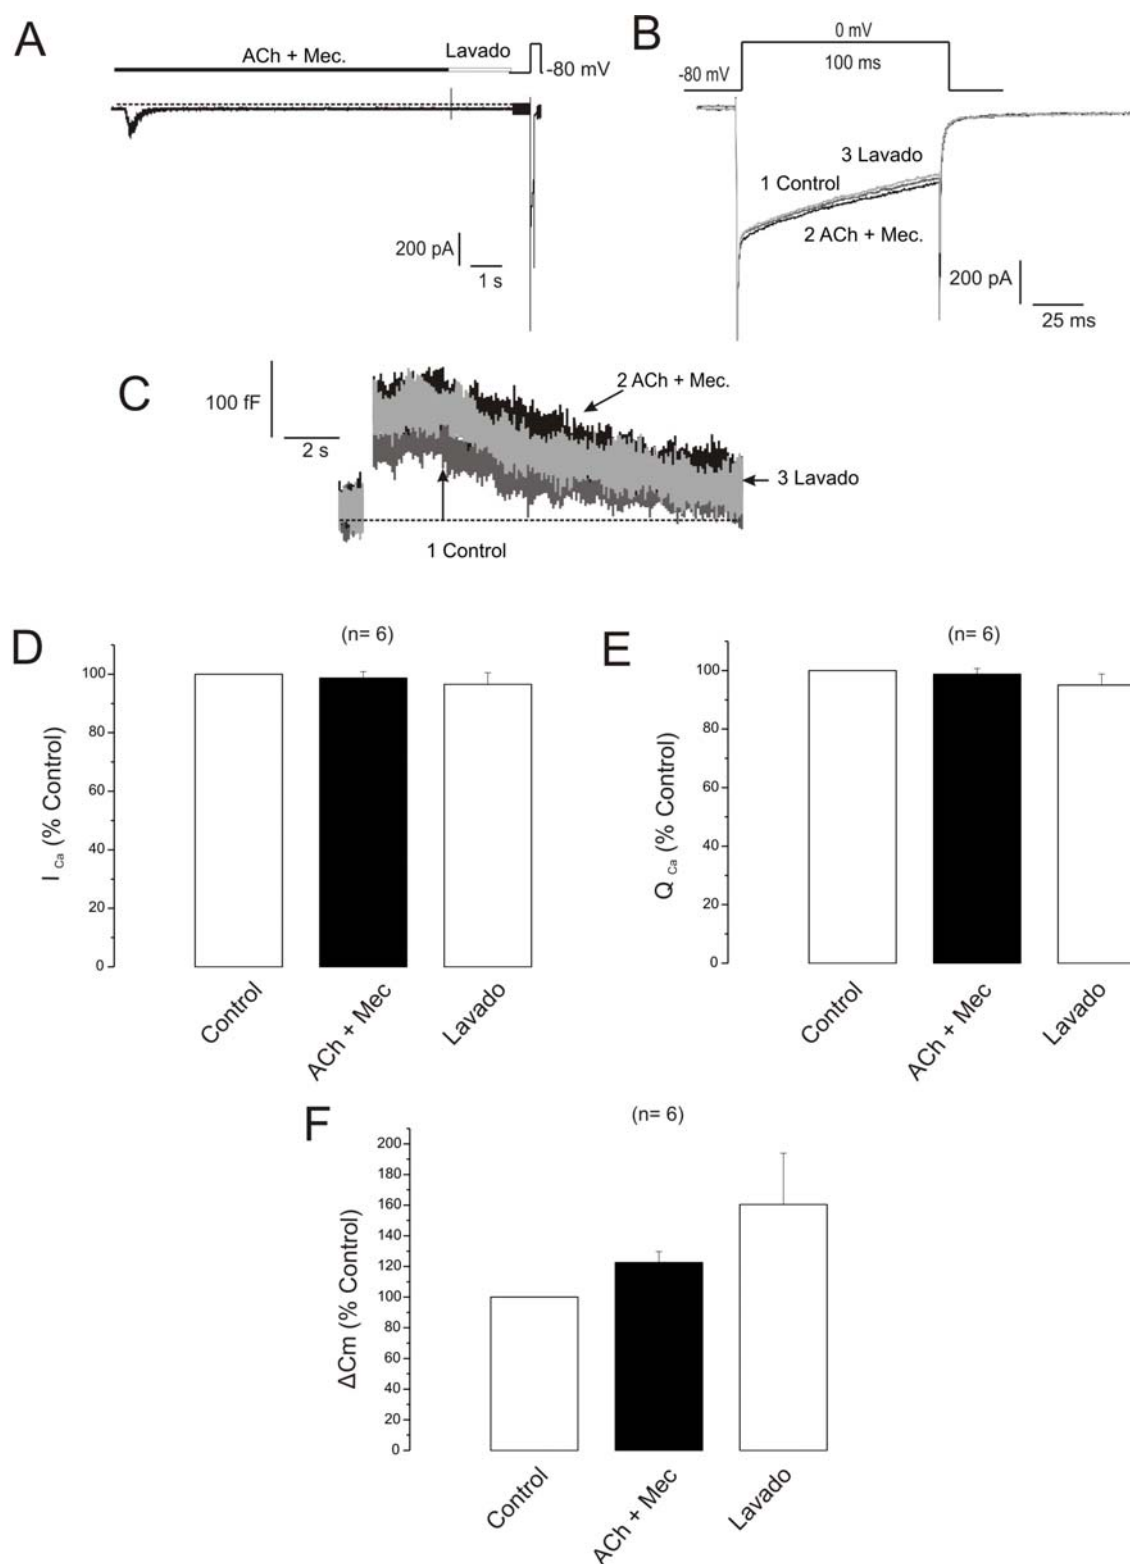 A
ACh + Mec.
Lavado
-80 mV
200 pA
1 s
B
0 mV
-80 mV
100 ms
3 Lavado
1 Control
2 ACh + Mec.
200 pA
25 ms
C
100 fF
2 s
2 ACh + Mec.
3 Lavado
1 Control
D
(n= 6)
I Ca (% Control)
100
80
60
40
20
0
Control
ACh + Mec
Lavado
E
(n= 6)
Q Ca (% Control)
100
80
60
40
20
0
Control
ACh + Mec
Lavado
F
(n= 6)
ΔCm (% Control)
200
180
160
140
120
100
80
60
40
20
0
Control
ACh + Mec
Lavado